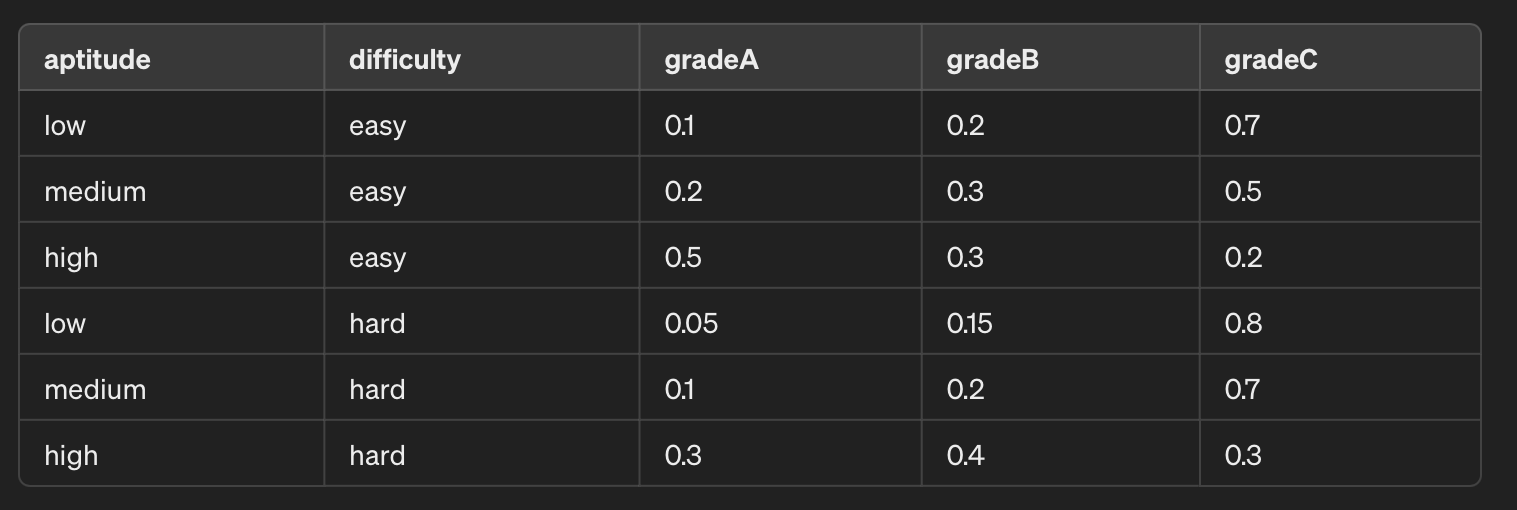 aptitude difficulty gradeA gradeB gradeC
low easy 0.1 0.2 0.7
medium easy 0.2 0.3 0.5
high easy 0.5 0.3 0.2
low hard 0.05 0.15 0.8
medium hard 0.1 0.2 0.7
high hard 0.3 0.4 0.3